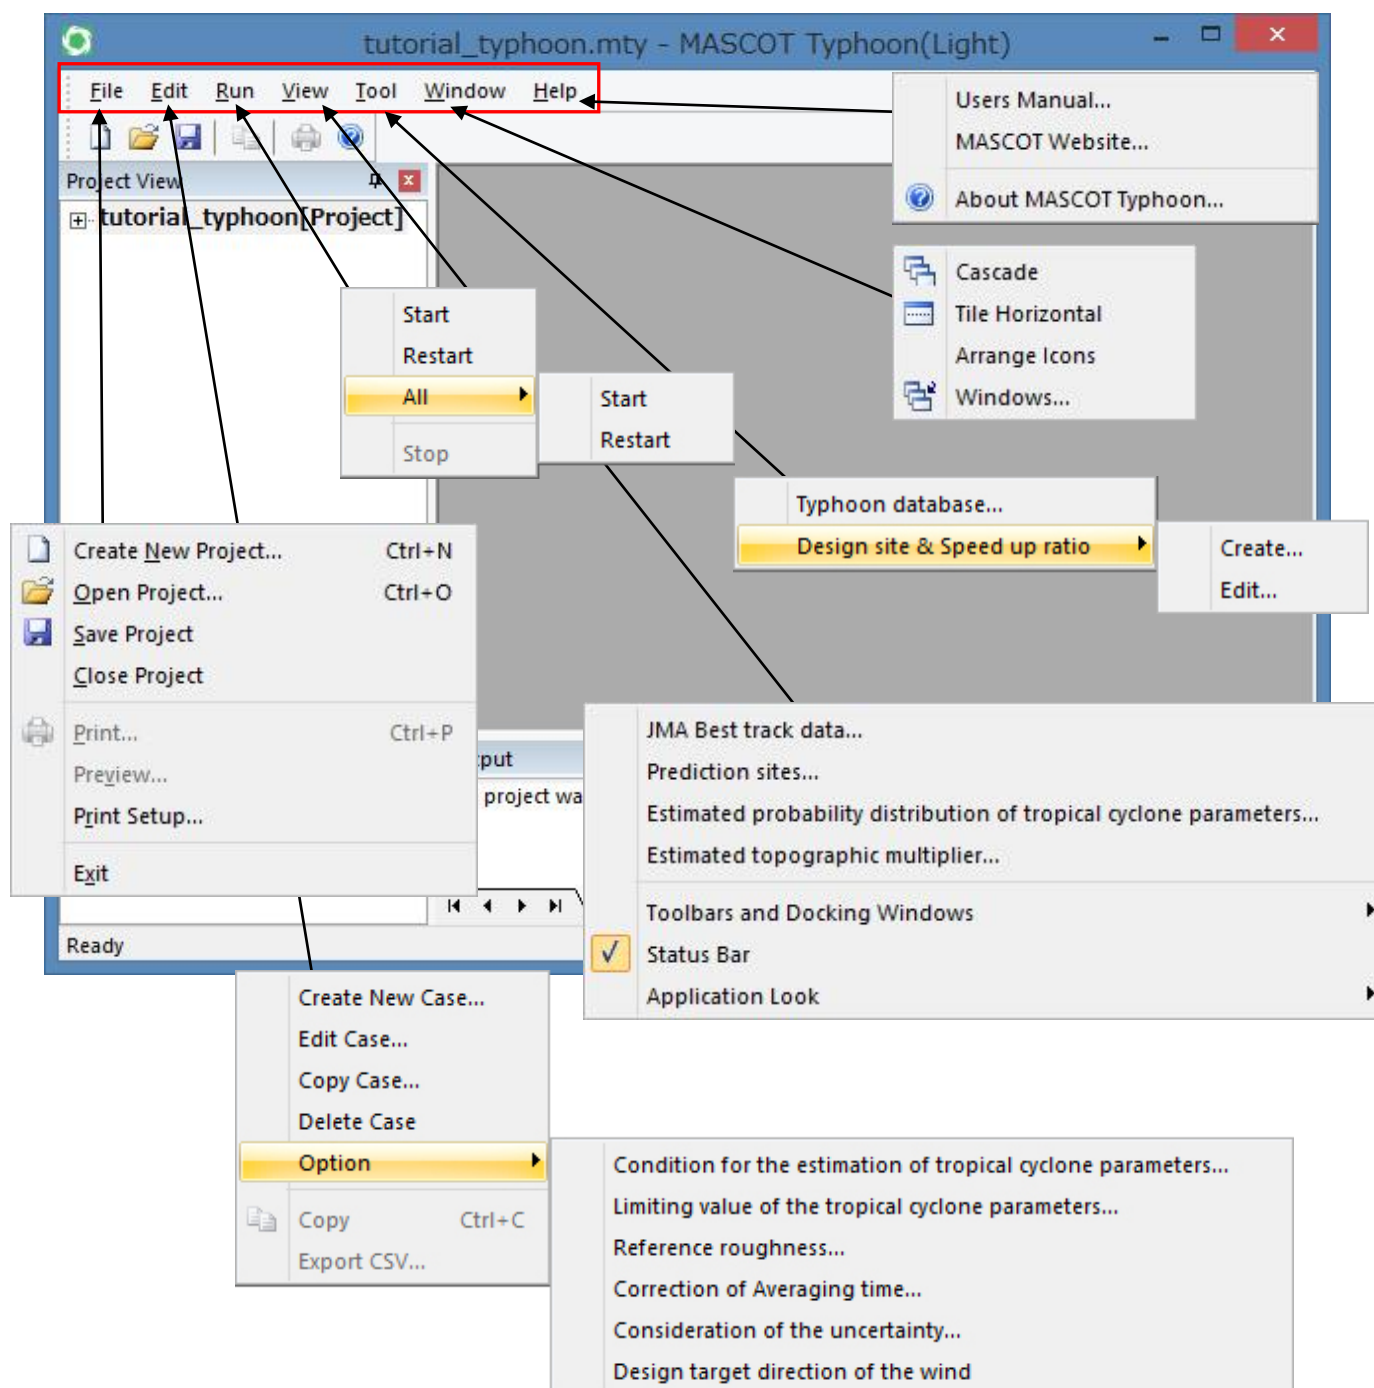 tutorial_typhoon.mty - MASCOT Typhoon(Light)
File Edit Run View Tool Window Help
Users Manual...
MASCOT Website...
About MASCOT Typhoon...
Project View
tutorial_typhoon[Project]
Cascade
Tile Horizontal
Arrange Icons
Windows...
Start
Restart
All
Stop
Start
Restart
Typhoon database...
Design site & Speed up ratio
Create...
Edit...
Create New Project... Ctrl+N
Open Project... Ctrl+O
Save Project
Close Project
Print... Ctrl+P
Preview...
Print Setup...
Exit
put
project wa
JMA Best track data...
Prediction sites...
Estimated probability distribution of tropical cyclone parameters...
Estimated topographic multiplier...
Toolbars and Docking Windows
Status Bar
Application Look
Ready
Create New Case...
Edit Case...
Copy Case...
Delete Case
Option
Copy Ctrl+C
Export CSV...
Condition for the estimation of tropical cyclone parameters...
Limiting value of the tropical cyclone parameters...
Reference roughness...
Correction of Averaging time...
Consideration of the uncertainty...
Design target direction of the wind